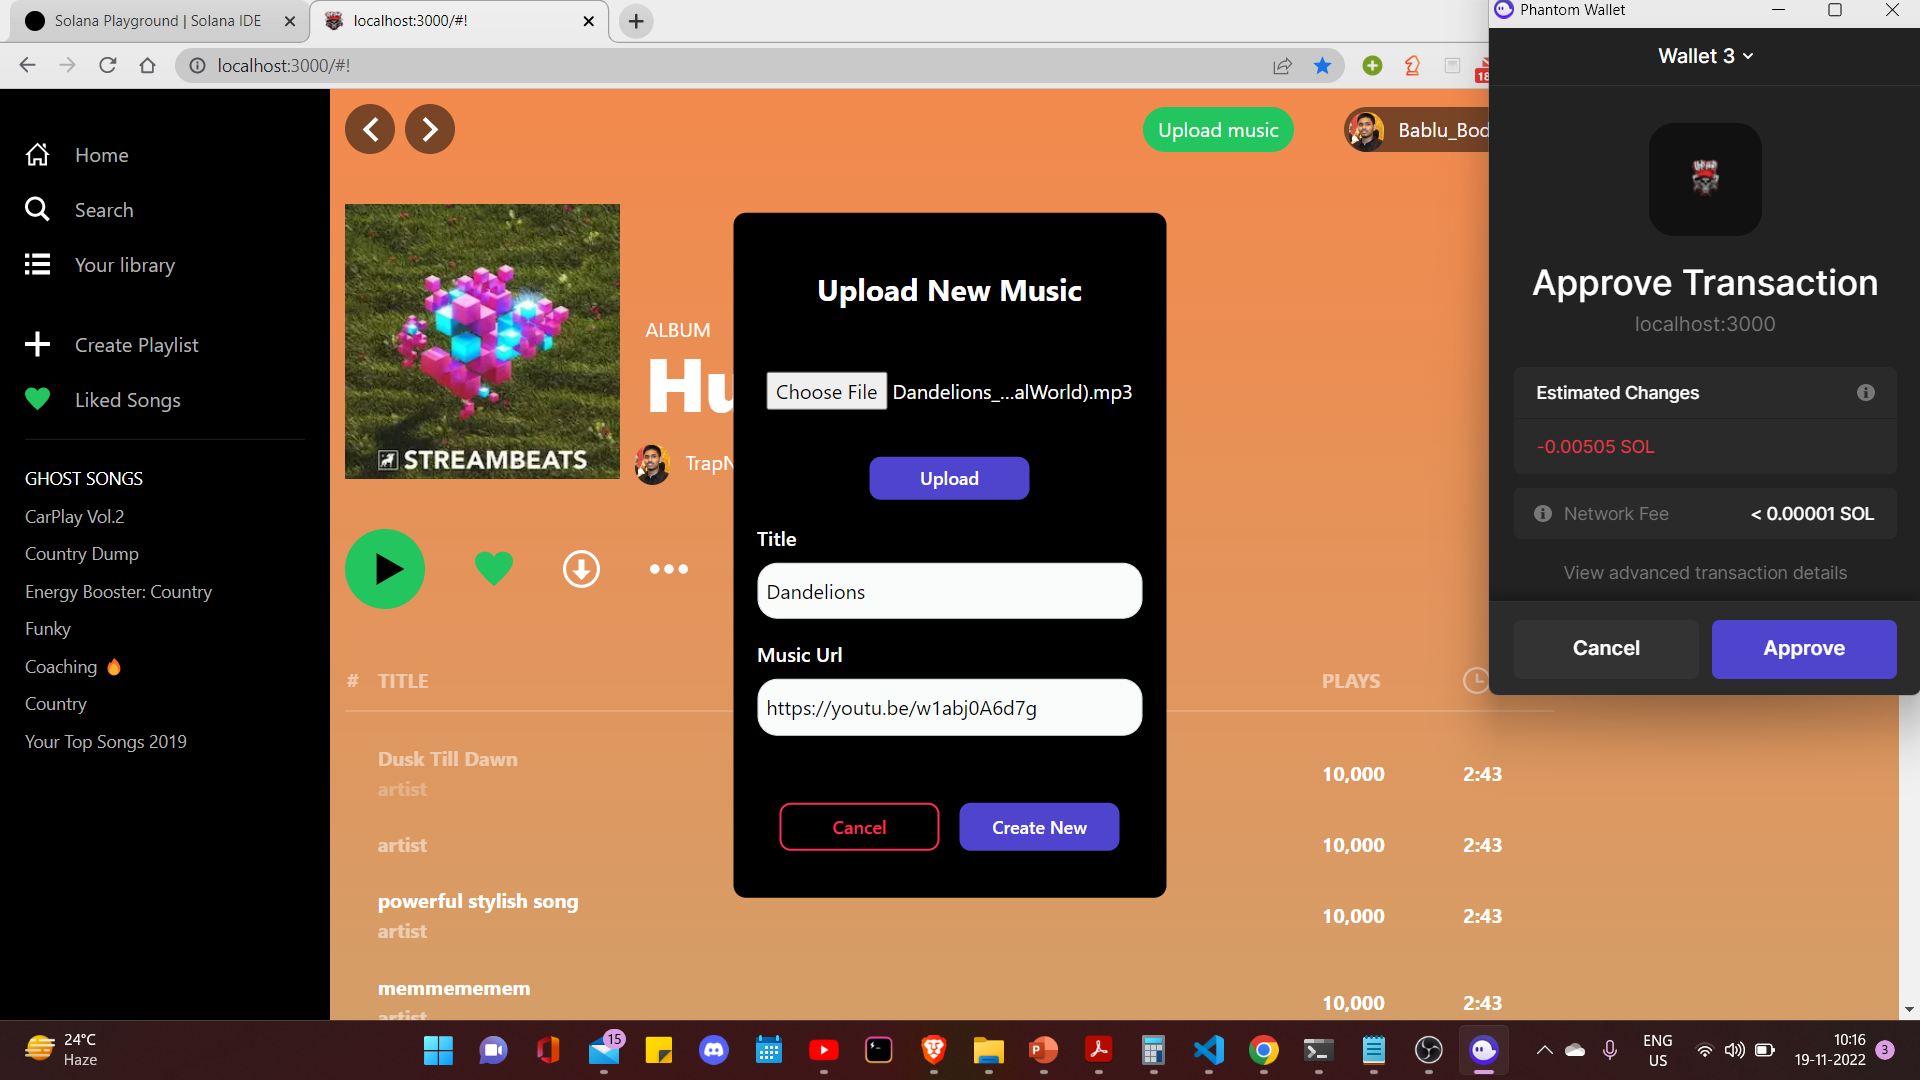 Solana Playground | Solana IDE
localhost:3000/#!
localhost:3000/#!
18
Home
Search
Your library
Create Playlist
Liked Songs
GHOST SONGS
CarPlay Vol.2
Country Dump
Energy Booster: Country
Funky
Coaching 🔥
Country
Your Top Songs 2019
Upload music
Bablu_Bod
STREAMBEATS
ALBUM
Hu
TrapN
# TITLE
PLAYS
Dusk Till Dawn
artist
10,000 2:43
artist
10,000 2:43
powerful stylish song
artist
10,000 2:43
memmememem
artist
10,000 2:43
Upload New Music
Choose File Dandelions_...alWorld).mp3
Upload
Title
Dandelions
Music Url
https://youtu.be/w1abj0A6d7g
Cancel
Create New
Phantom Wallet
Wallet 3
Approve Transaction
localhost:3000
Estimated Changes
-0.00505 SOL
Network Fee < 0.00001 SOL
View advanced transaction details
Cancel
Approve
24°C
Haze
15
ENG
US
10:16
19-11-2022
3